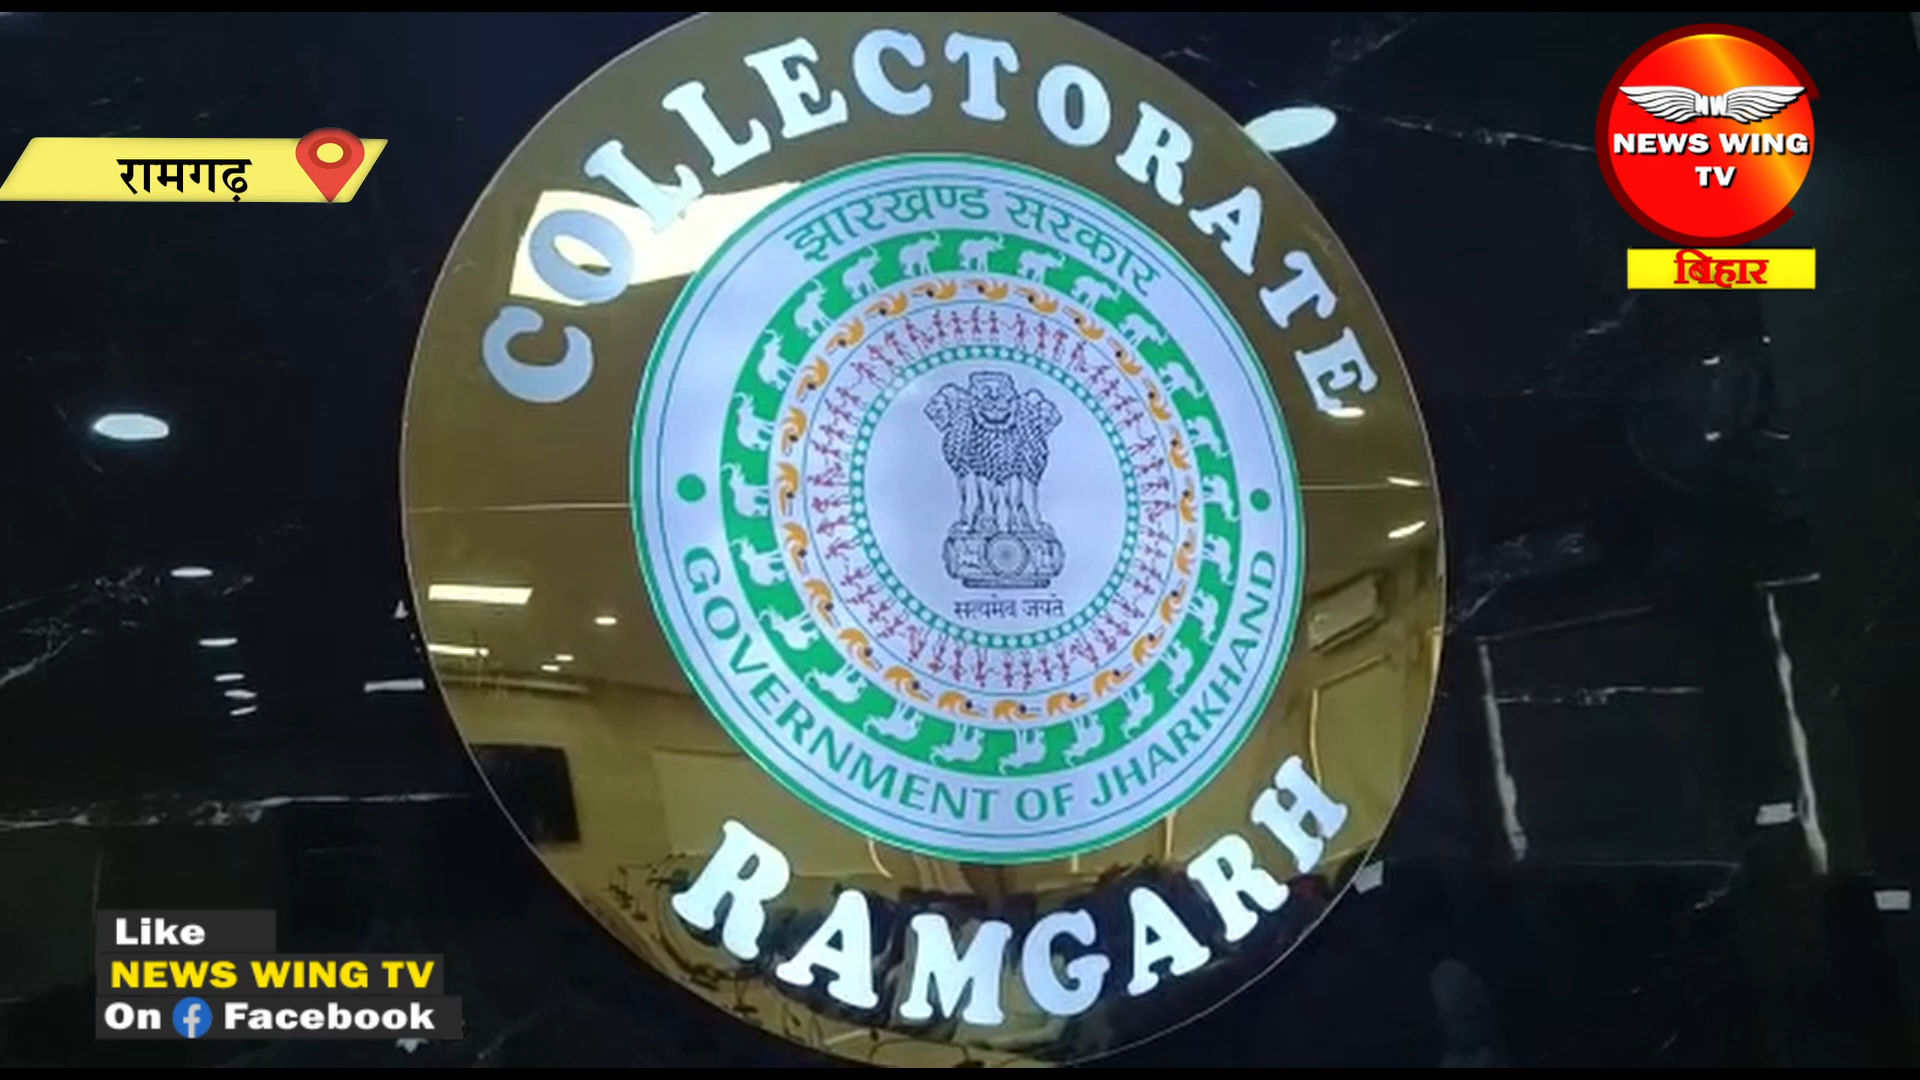 COLLECTORATE
झारखण्ड सरकार
सत्यमेव जयते
GOVERNMENT OF JHARKHAND
RAMGARH
रामगढ़
NW
NEWS WING
TV
बिहार
Like
NEWS WING TV
On Facebook